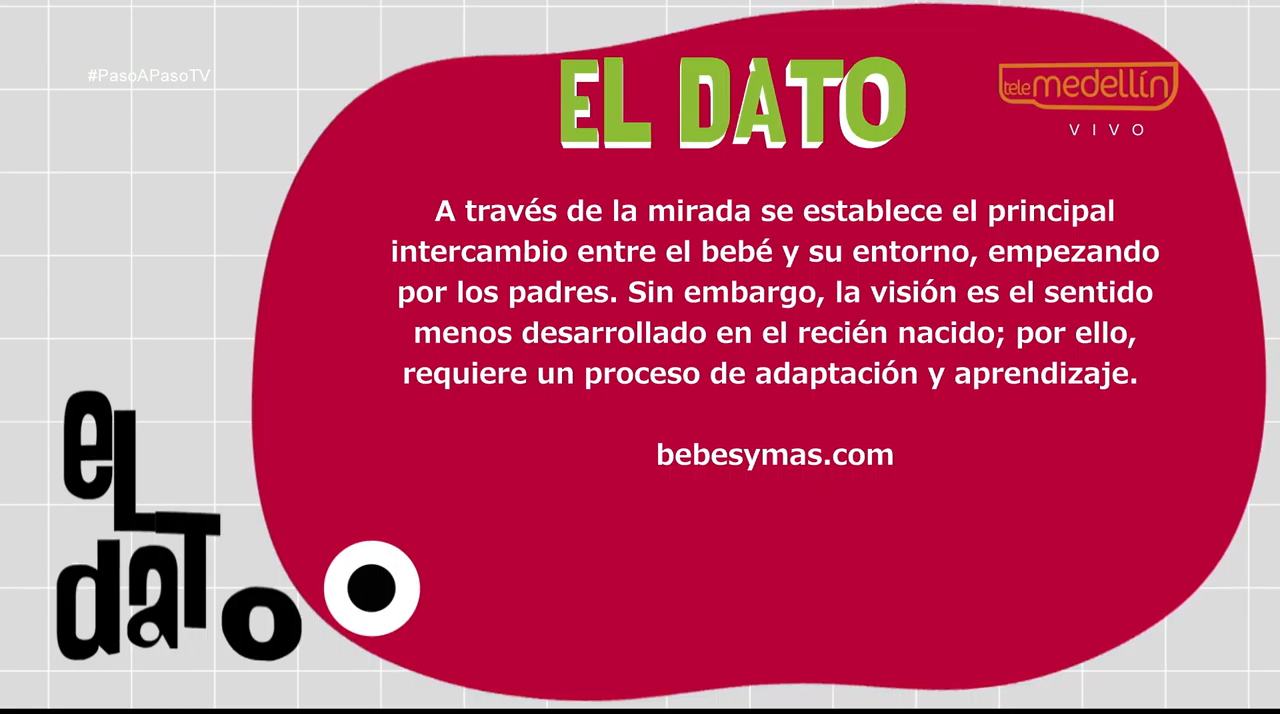 #PasoAPasoTV
EL DATO
telemedellín
VIVO
A través de la mirada se establece el principal
intercambio entre el bebé y su entorno, empezando
por los padres. Sin embargo, la visión es el sentido
menos desarrollado en el recién nacido; por ello,
requiere un proceso de adaptación y aprendizaje.
bebesymas.com
eL
daTo